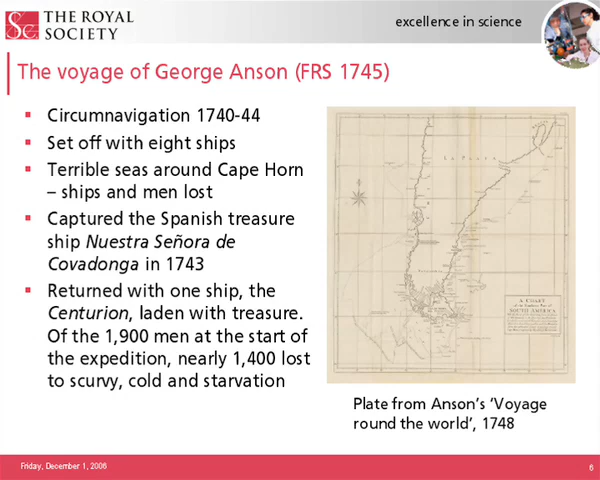 THE ROYAL
SOCIETY
excellence in science
The voyage of George Anson (FRS 1745)
Circumnavigation 1740-44
Set off with eight ships
Terrible seas around Cape Horn
– ships and men lost
Captured the Spanish treasure
ship Nuestra Señora de
Covadonga in 1743
Returned with one ship, the
Centurion, laden with treasure.
Of the 1,900 men at the start of
the expedition, nearly 1,400 lost
to scurvy, cold and starvation
LA PLATA
A CHART
SOUTH AMERICA
Plate from Anson’s ‘Voyage
round the world’, 1748
Friday, December 1, 2006
6